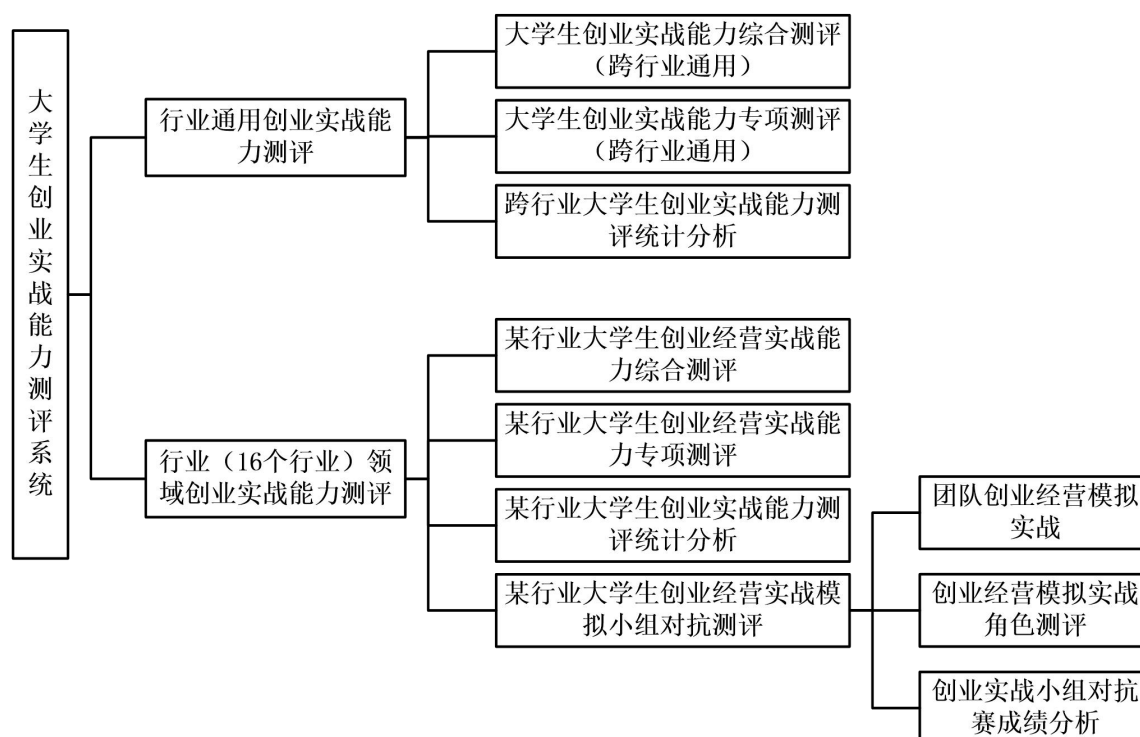 大学生创业实战能力测评系统
行业通用创业实战能
力测评
大学生创业实战能力综合测评
（跨行业通用）
大学生创业实战能力专项测评
（跨行业通用）
跨行业大学生创业实战能力测
评统计分析
行业（16个行业）领
域创业实战能力测评
某行业大学生创业经营实战能
力综合测评
某行业大学生创业经营实战能
力专项测评
某行业大学生创业实战能力测
评统计分析
某行业大学生创业经营实战模
拟小组对抗测评
团队创业经营模拟
实战
创业经营模拟实战
角色测评
创业实战小组对抗
赛成绩分析